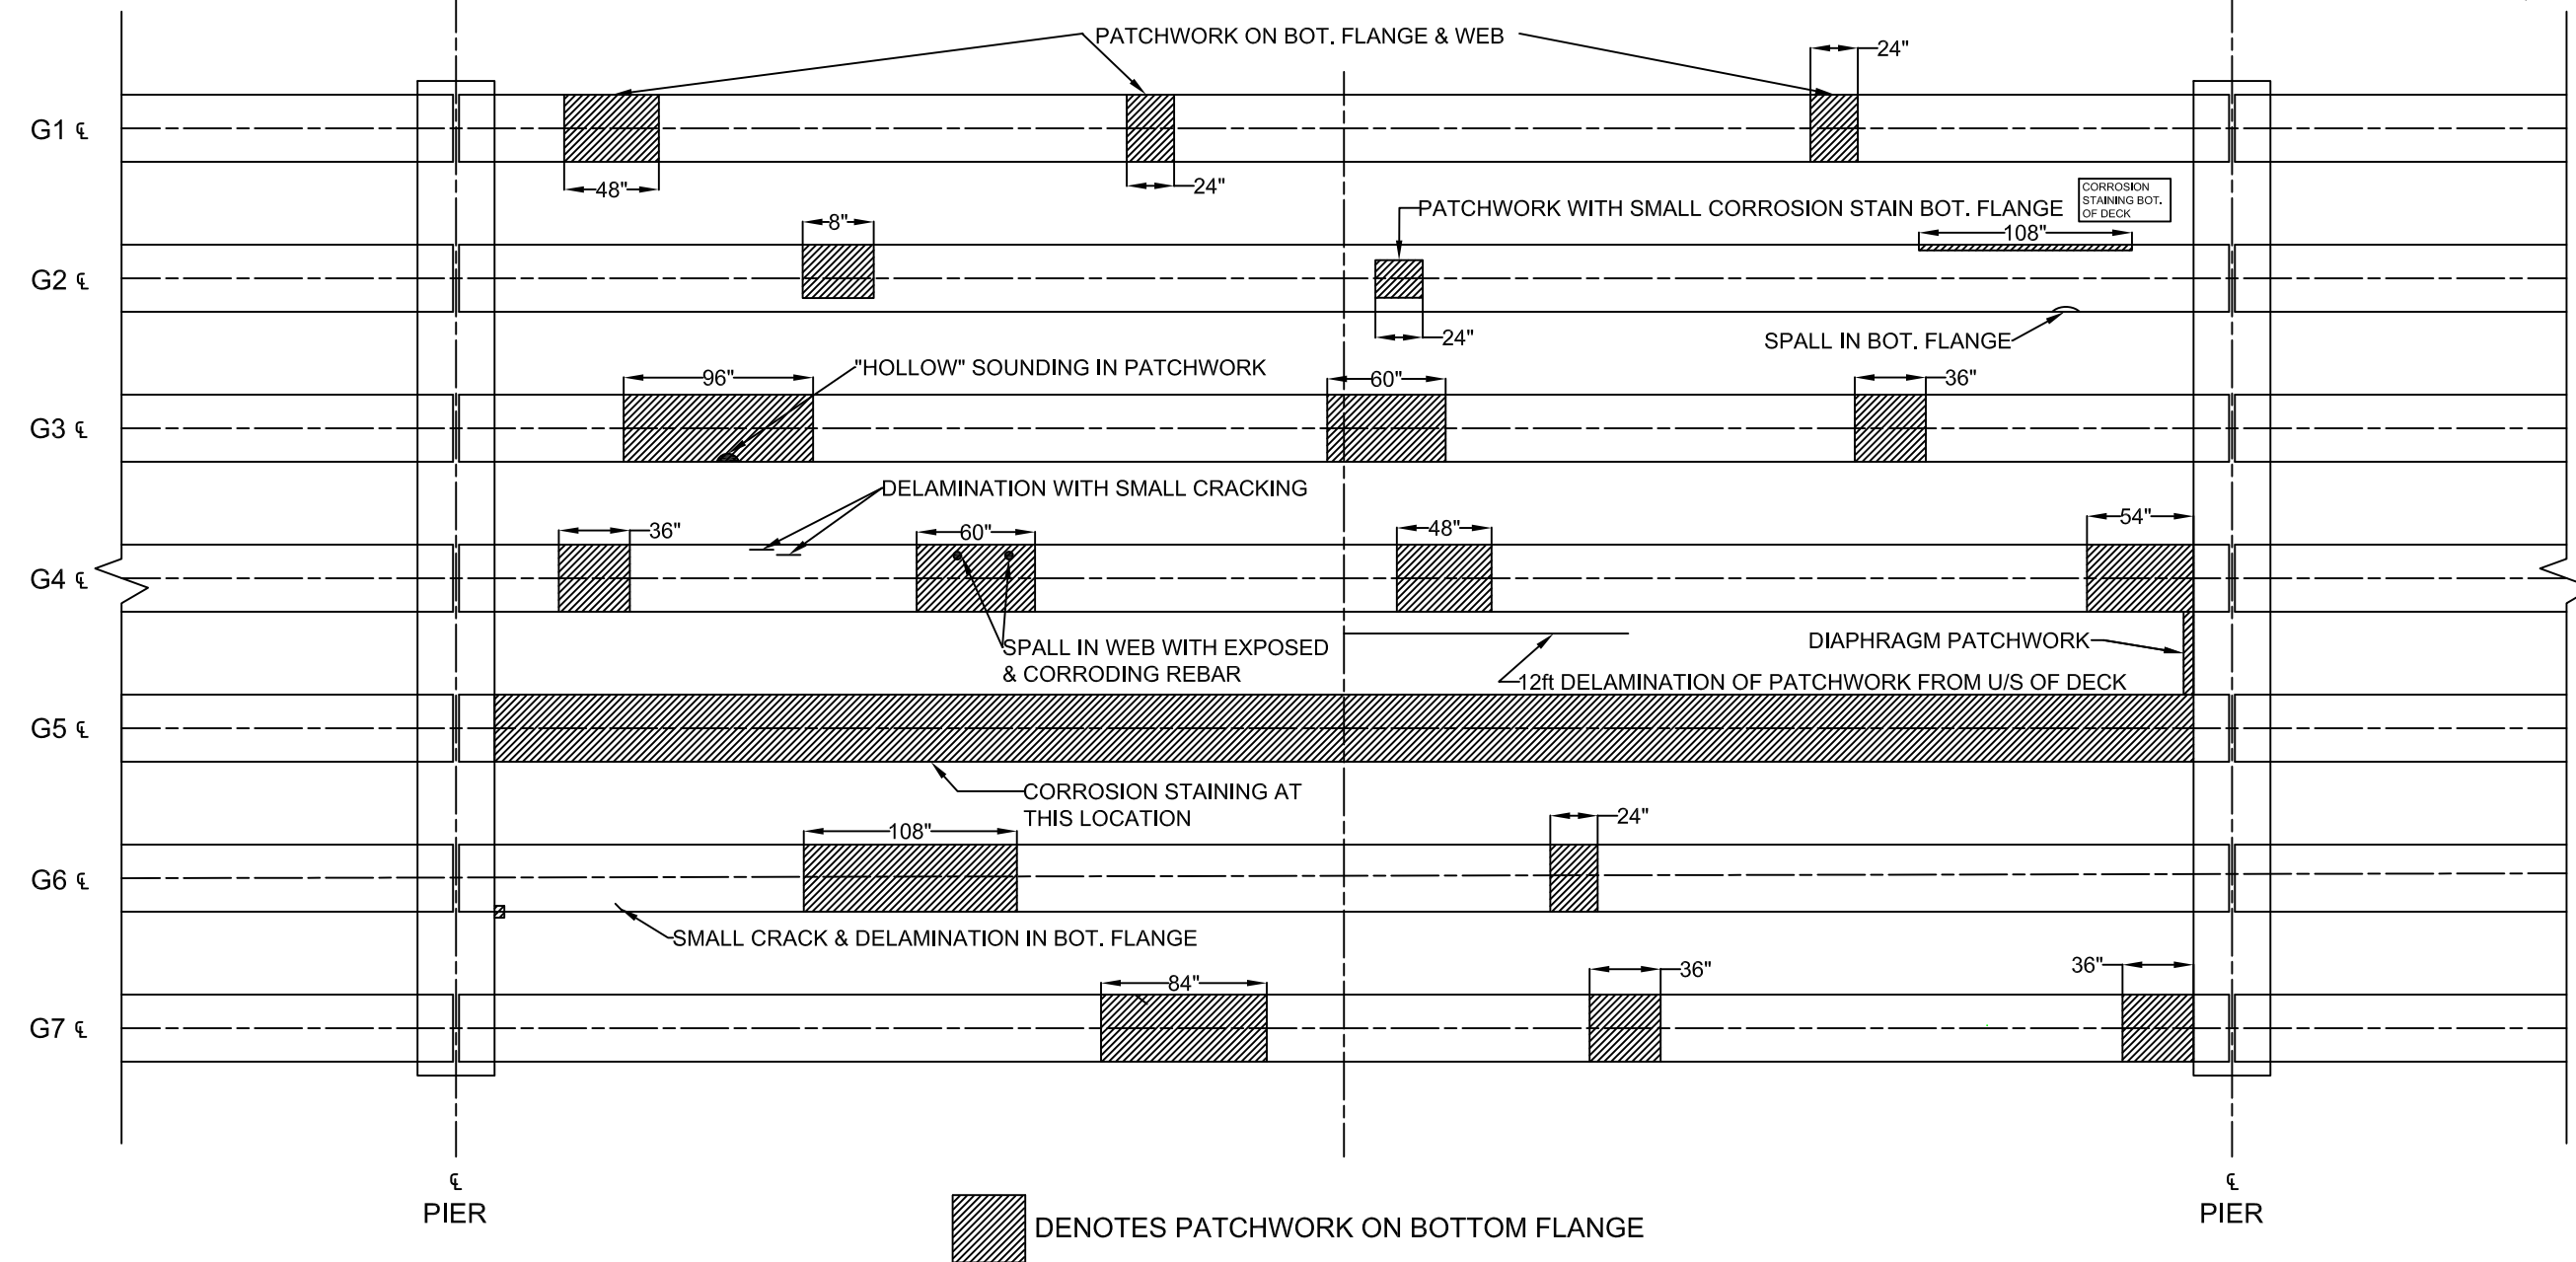 PATCHWORK ON BOT. FLANGE & WEB
24"
G1 ℄
48"
24"
CORROSION
STAINING BOT.
OF DECK
PATCHWORK WITH SMALL CORROSION STAIN BOT. FLANGE
8"
108"
G2 ℄
24"
SPALL IN BOT. FLANGE
"HOLLOW" SOUNDING IN PATCHWORK
96"
60"
36"
G3 ℄
DELAMINATION WITH SMALL CRACKING
36"
60"
48"
54"
G4 ℄
SPALL IN WEB WITH EXPOSED
& CORRODING REBAR
DIAPHRAGM PATCHWORK
12ft DELAMINATION OF PATCHWORK FROM U/S OF DECK
G5 ℄
CORROSION STAINING AT
THIS LOCATION
108"
24"
G6 ℄
SMALL CRACK & DELAMINATION IN BOT. FLANGE
84"
36"
36"
G7 ℄
℄
PIER
℄
PIER
DENOTES PATCHWORK ON BOTTOM FLANGE